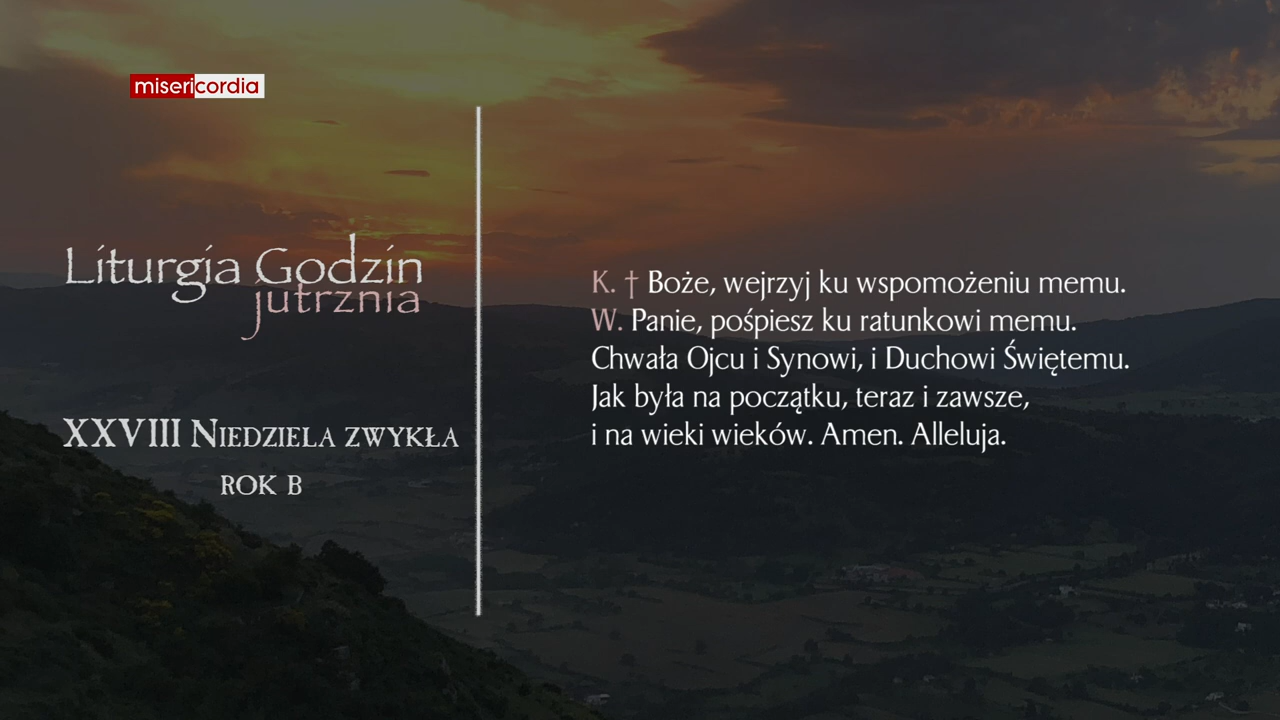 misericordia
Liturgia Godzin
jutrznia
XXVIII Niedziela zwykła
rok B
K. † Boże, wejrzyj ku wspomożeniu memu.
W. Panie, pośpiesz ku ratunkowi memu.
Chwała Ojcu i Synowi, i Duchowi Świętemu.
Jak była na początku, teraz i zawsze,
i na wieki wieków. Amen. Alleluja.